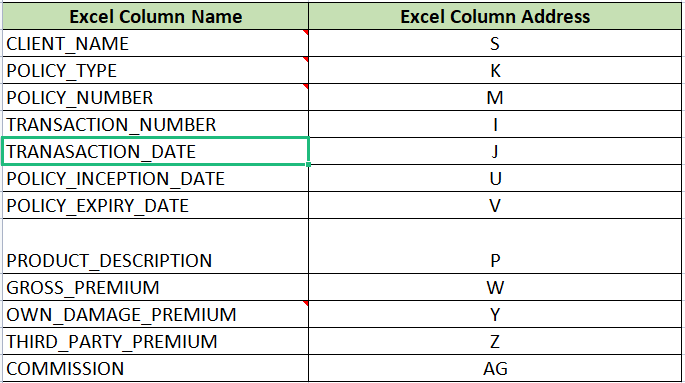 Excel Column Name Excel Column Address
CLIENT_NAME S
POLICY_TYPE K
POLICY_NUMBER M
TRANSACTION_NUMBER I
TRANASACTION_DATE J
POLICY_INCEPTION_DATE U
POLICY_EXPIRY_DATE V
PRODUCT_DESCRIPTION P
GROSS_PREMIUM W
OWN_DAMAGE_PREMIUM Y
THIRD_PARTY_PREMIUM Z
COMMISSION AG